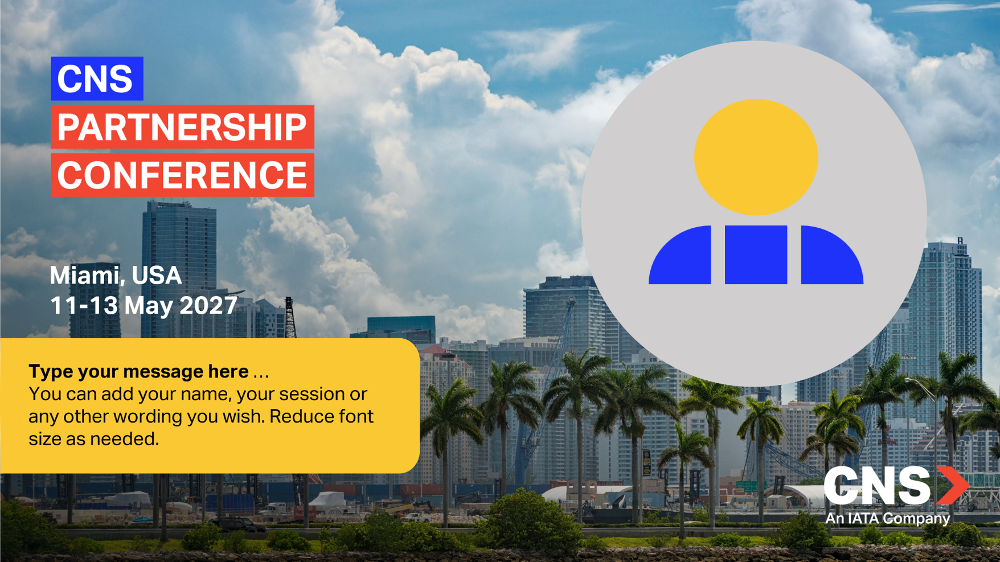 CNS
PARTNERSHIP
CONFERENCE
Miami, USA
11-13 May 2027
Type your message here ...
You can add your name, your session or
any other wording you wish. Reduce font
size as needed.
CNS
An IATA Company